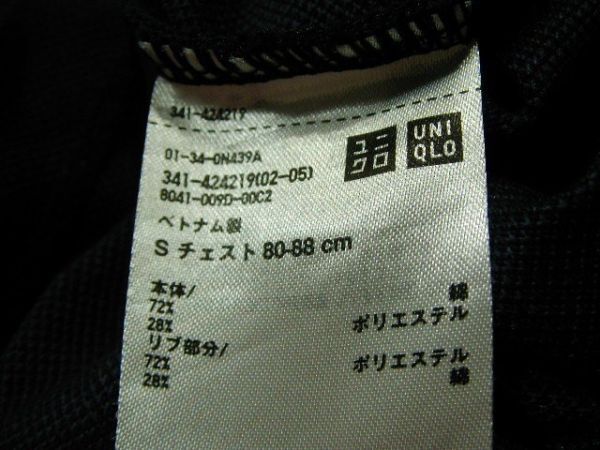 341-424219
ユニ
クロ
UNI
QLO
01-34-0N439A
341-424219(02-05)
8041-009D-00C2
ベトナム製
S チェスト 80-88 cm
本体/
72% 綿
28% ポリエステル
リブ部分/
72% ポリエステル
28% 綿